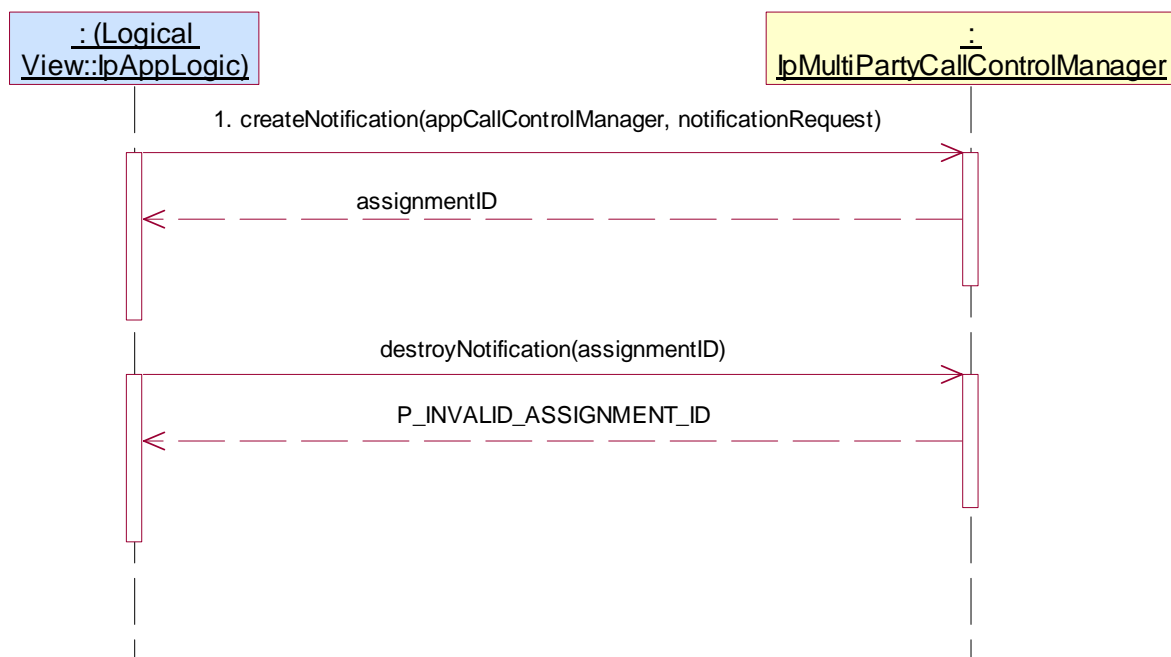 : (Logical
View::IpAppLogic)
:
IpMultiPartyCallControlManager
1. createNotification(appCallControlManager, notificationRequest)
assignmentID
destroyNotification(assignmentID)
P_INVALID_ASSIGNMENT_ID